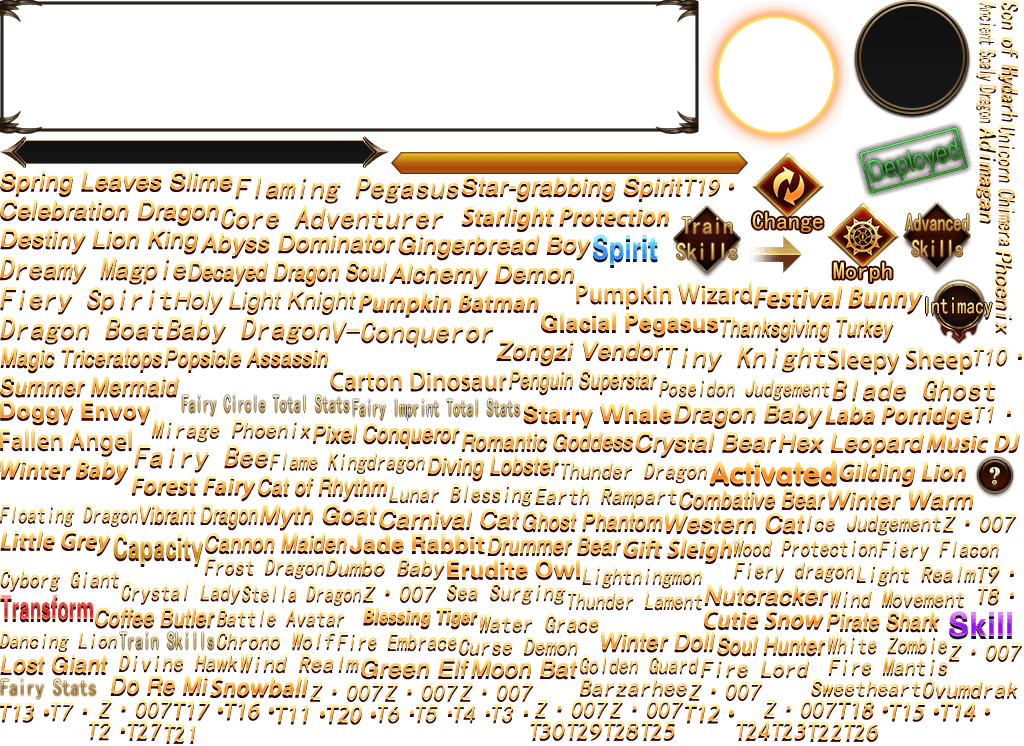 Son of Hydarh Unicorn Chimera Phoenix
Ancient Scaly Dragon Adimagan
Deployed
Spring Leaves Slime Flaming Pegasus Star-grabbing Spirit T19 ·
Celebration Dragon Core Adventurer Starlight Protection Train Skills Change Advanced Skills
Destiny Lion King Abyss Dominator Gingerbread Boy Spirit
Dreamy Magpie Decayed Dragon Soul Alchemy Demon Morph
Fiery Spirit Holy Light Knight Pumpkin Batman Pumpkin Wizard Festival Bunny Intimacy
Dragon Boat Baby Dragon V-Conqueror Glacial Pegasus Thanksgiving Turkey
Magic Triceratops Popsicle Assassin Zongzi Vendor Tiny Knight Sleepy Sheep T10 ·
Summer Mermaid Carton Dinosaur Penguin Superstar Poseidon Judgement Blade Ghost
Doggy Envoy Fairy Circle Total Stats Fairy Imprint Total Stats Starry Whale Dragon Baby Laba Porridge T1 ·
Fallen Angel Mirage Phoenix Pixel Conqueror Romantic Goddess Crystal Bear Hex Leopard Music DJ
Winter Baby Fairy Bee Flame Kingdragon Diving Lobster Thunder Dragon Activated Gilding Lion ?
Forest Fairy Cat of Rhythm Lunar Blessing Earth Rampart Combative Bear Winter Warm
Floating Dragon Vibrant Dragon Myth Goat Carnival Cat Ghost Phantom Western Cat Ice Judgement Z · 007
Little Grey Capacity Cannon Maiden Jade Rabbit Drummer Bear Gift Sleigh Wood Protection Fiery Flacon
Cyborg Giant Frost Dragon Dumbo Baby Erudite Owl Lightningmon Fiery dragon Light Realm T9 ·
Transform Crystal Lady Stella Dragon Z · 007 Sea Surging Thunder Lament Nutcracker Wind Movement T8 ·
Coffee Butler Battle Avatar Blessing Tiger Water Grace Cutie Snow Pirate Shark Skill
Dancing Lion Train Skills Chrono Wolf Fire Embrace Curse Demon Winter Doll Soul Hunter White Zombie Z · 007
Lost Giant Divine Hawk Wind Realm Green Elf Moon Bat Golden Guard Fire Lord Fire Mantis
Fairy Stats Do Re Mi Snowball Z · 007 Z · 007 Z · 007 Barzarhee Z · 007 Sweetheart Ovumdrak
T13 · T7 · Z · 007 T17 · T16 · T11 · T20 · T6 · T5 · T4 · T3 · Z · 007 Z · 007 T12 · Z · 007 T18 · T15 · T14 ·
T2 · T27 T21 T30 T29 T28 T25 T24 T23 T22 T26